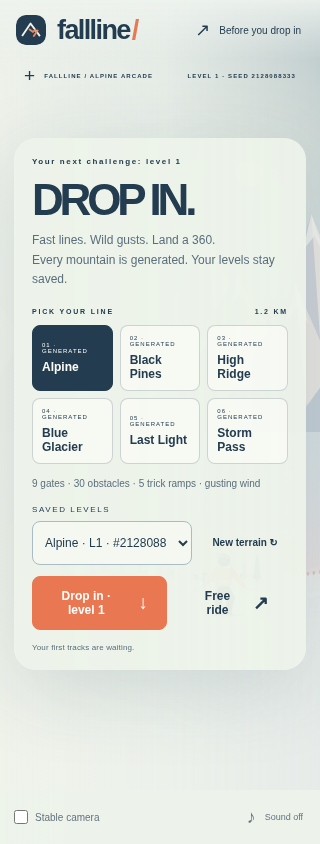 fallline/
↗ Before you drop in
+ FALLLINE / ALPINE ARCADE
LEVEL 1 · SEED 2128088333
Your next challenge: level 1
DROP IN.
Fast lines. Wild gusts. Land a 360.
Every mountain is generated. Your levels stay
saved.
PICK YOUR LINE
1.2 KM
01 ·
GENERATED
Alpine
02 ·
GENERATED
Black
Pines
03 ·
GENERATED
High
Ridge
04 ·
GENERATED
Blue
Glacier
05 ·
GENERATED
Last Light
06 ·
GENERATED
Storm
Pass
9 gates · 30 obstacles · 5 trick ramps · gusting wind
SAVED LEVELS
Alpine · L1 · #2128088
New terrain ↻
Drop in ·
level 1
↓
Free
ride
↗
Your first tracks are waiting.
Stable camera
♪ Sound off